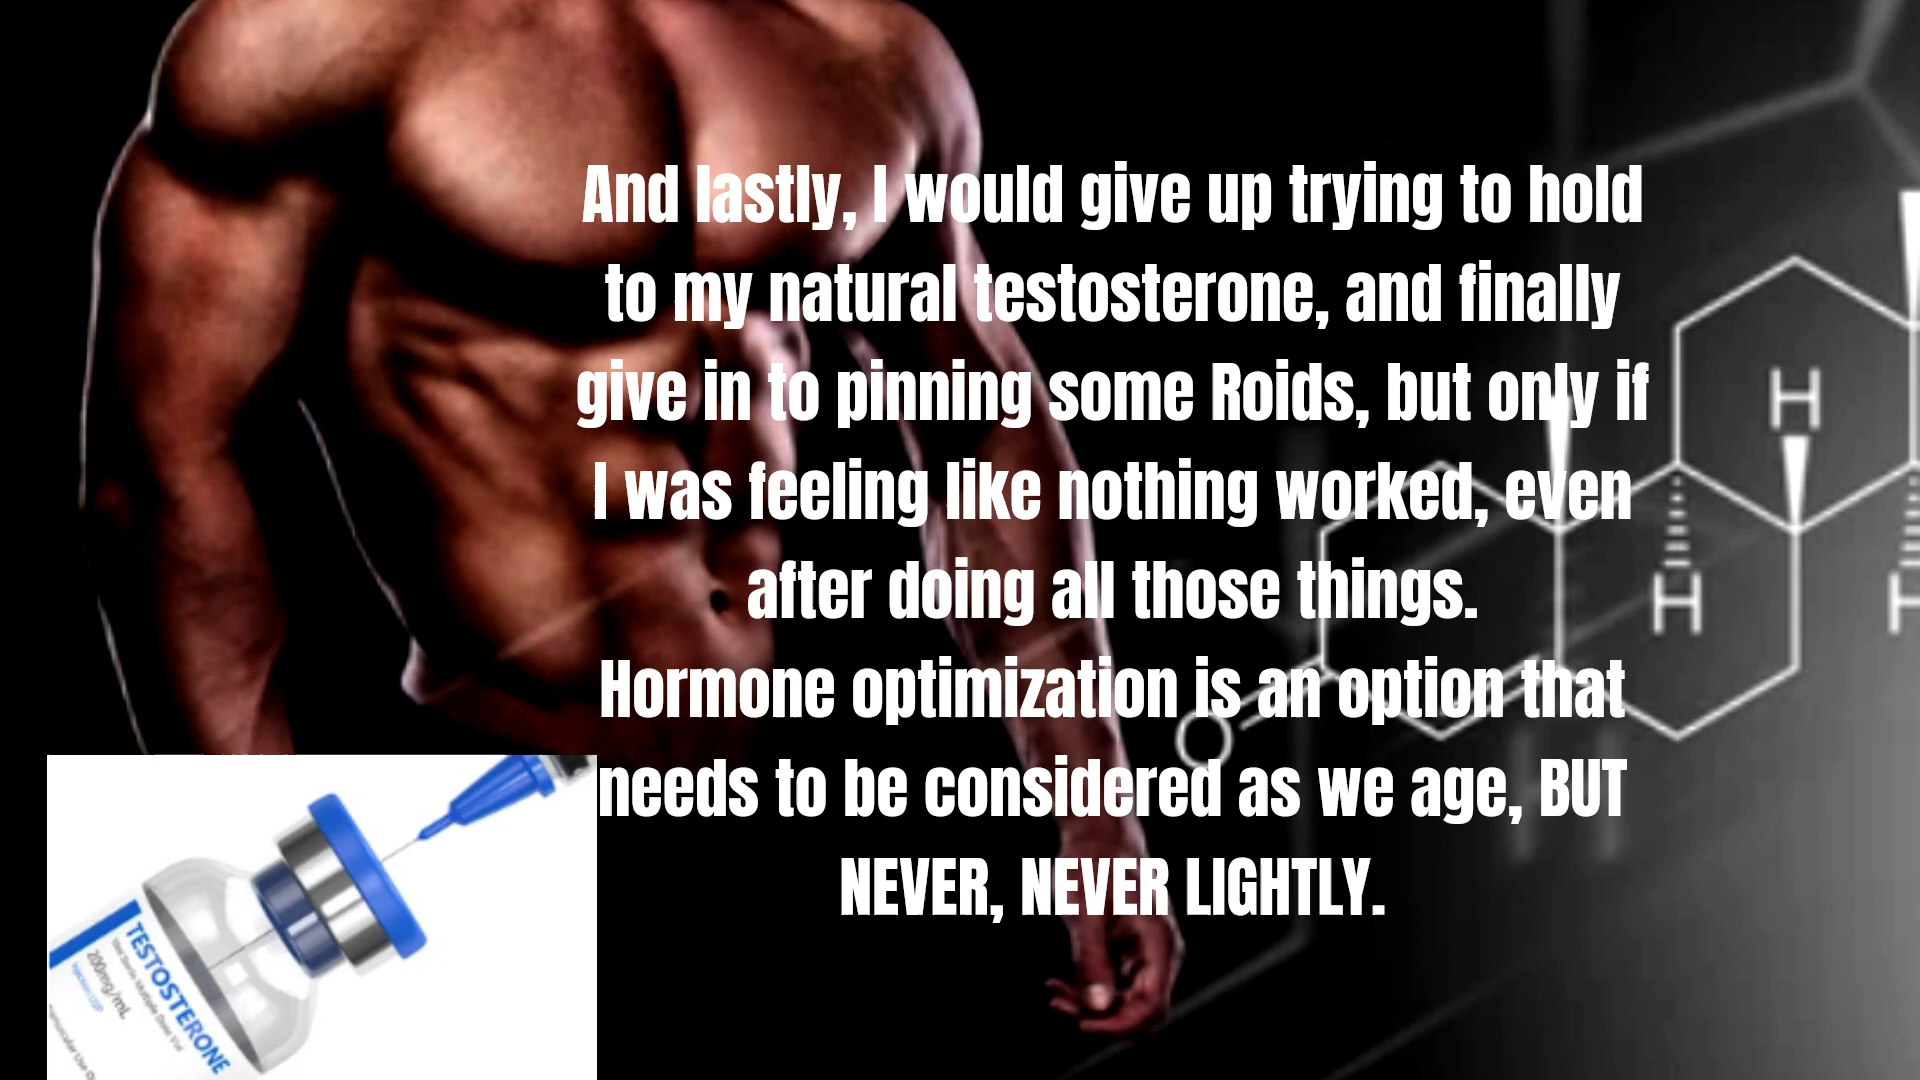 And lastly, I would give up trying to hold
to my natural testosterone, and finally
give in to pinning some Roids, but only if
I was feeling like nothing worked, even
after doing all those things.
Hormone optimization is an option that
needs to be considered as we age, BUT
NEVER, NEVER LIGHTLY.
H
H
H
O
H H
TESTOSTERONE
200mg/mL